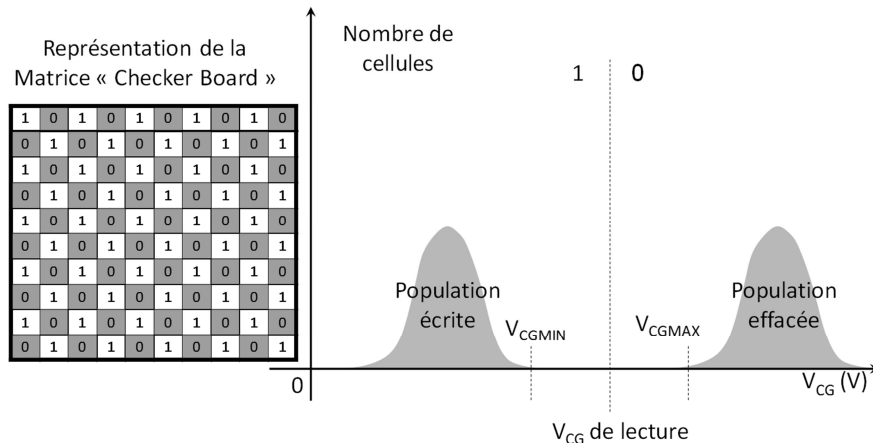 Représentation de la
Matrice « Checker Board »
1 0 1 0 1 0 1 0 1 0
0 1 0 1 0 1 0 1 0 1
1 0 1 0 1 0 1 0 1 0
0 1 0 1 0 1 0 1 0 1
1 0 1 0 1 0 1 0 1 0
0 1 0 1 0 1 0 1 0 1
1 0 1 0 1 0 1 0 1 0
0 1 0 1 0 1 0 1 0 1
1 0 1 0 1 0 1 0 1 0
0 1 0 1 0 1 0 1 0 1
Nombre de
cellules
1 0
Population
écrite
VCGMIN
VCGMAX
Population
effacée
0
VCG (V)
VCG de lecture